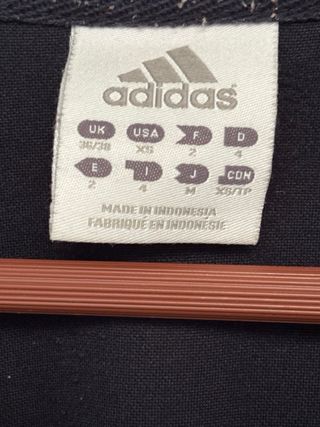 adidas
UK USA F D
36/38 XS 2 4
E I J CDN
2 4 M XS/TP
MADE IN INDONESIA
FABRIQUÉ EN INDONÉSIE